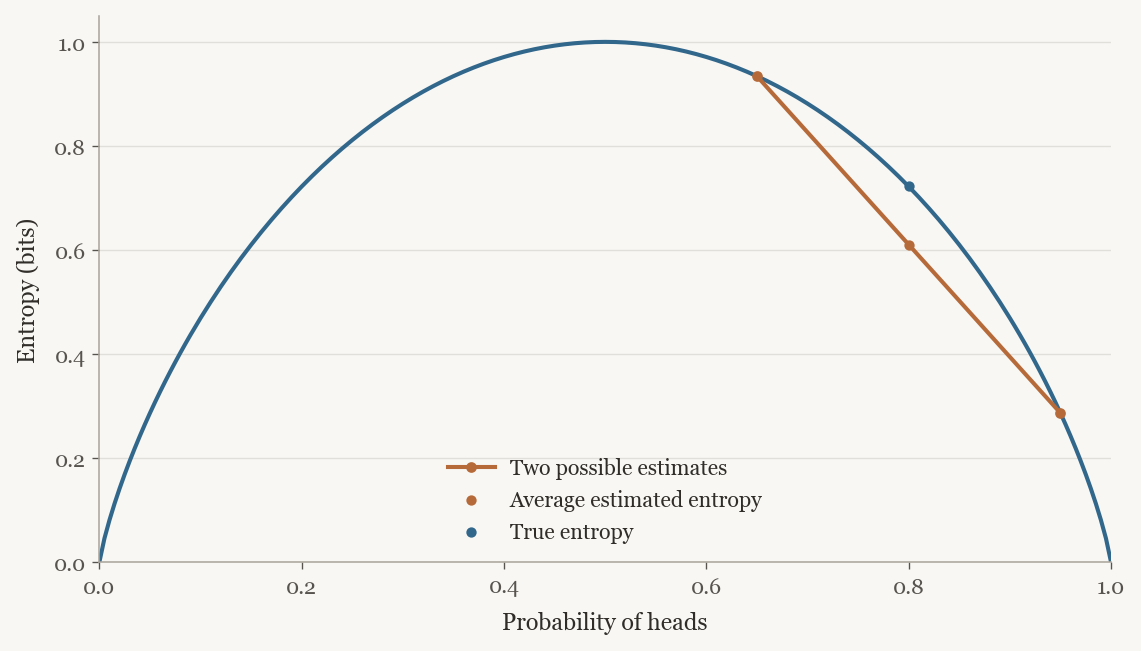 1.0
0.8
0.6
0.4
0.2
0.0
Entropy (bits)
Two possible estimates
Average estimated entropy
True entropy
0.0 0.2 0.4 0.6 0.8 1.0
Probability of heads